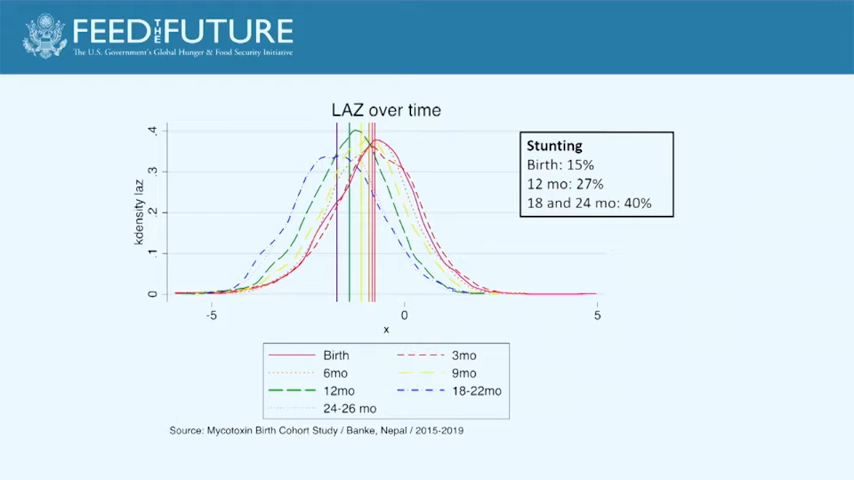 FEED THE FUTURE
The U.S. Government's Global Hunger & Food Security Initiative
LAZ over time
kdensity laz
.4
.3
.2
.1
0
-5
0
5
x
Stunting
Birth: 15%
12 mo: 27%
18 and 24 mo: 40%
Birth
3mo
6mo
9mo
12mo
18-22mo
24-26 mo
Source: Mycotoxin Birth Cohort Study / Banke, Nepal / 2015-2019